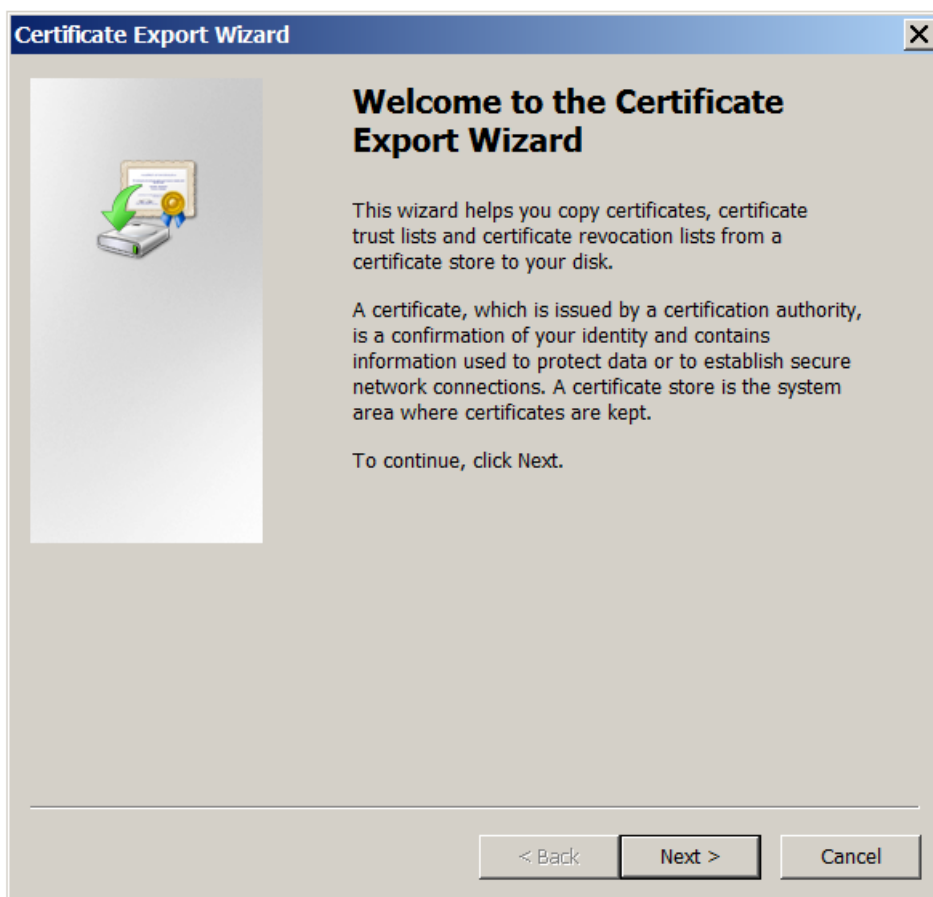 Certificate Export Wizard
Welcome to the Certificate
Export Wizard
This wizard helps you copy certificates, certificate
trust lists and certificate revocation lists from a
certificate store to your disk.
A certificate, which is issued by a certification authority,
is a confirmation of your identity and contains
information used to protect data or to establish secure
network connections. A certificate store is the system
area where certificates are kept.
To continue, click Next.
< Back
Next >
Cancel